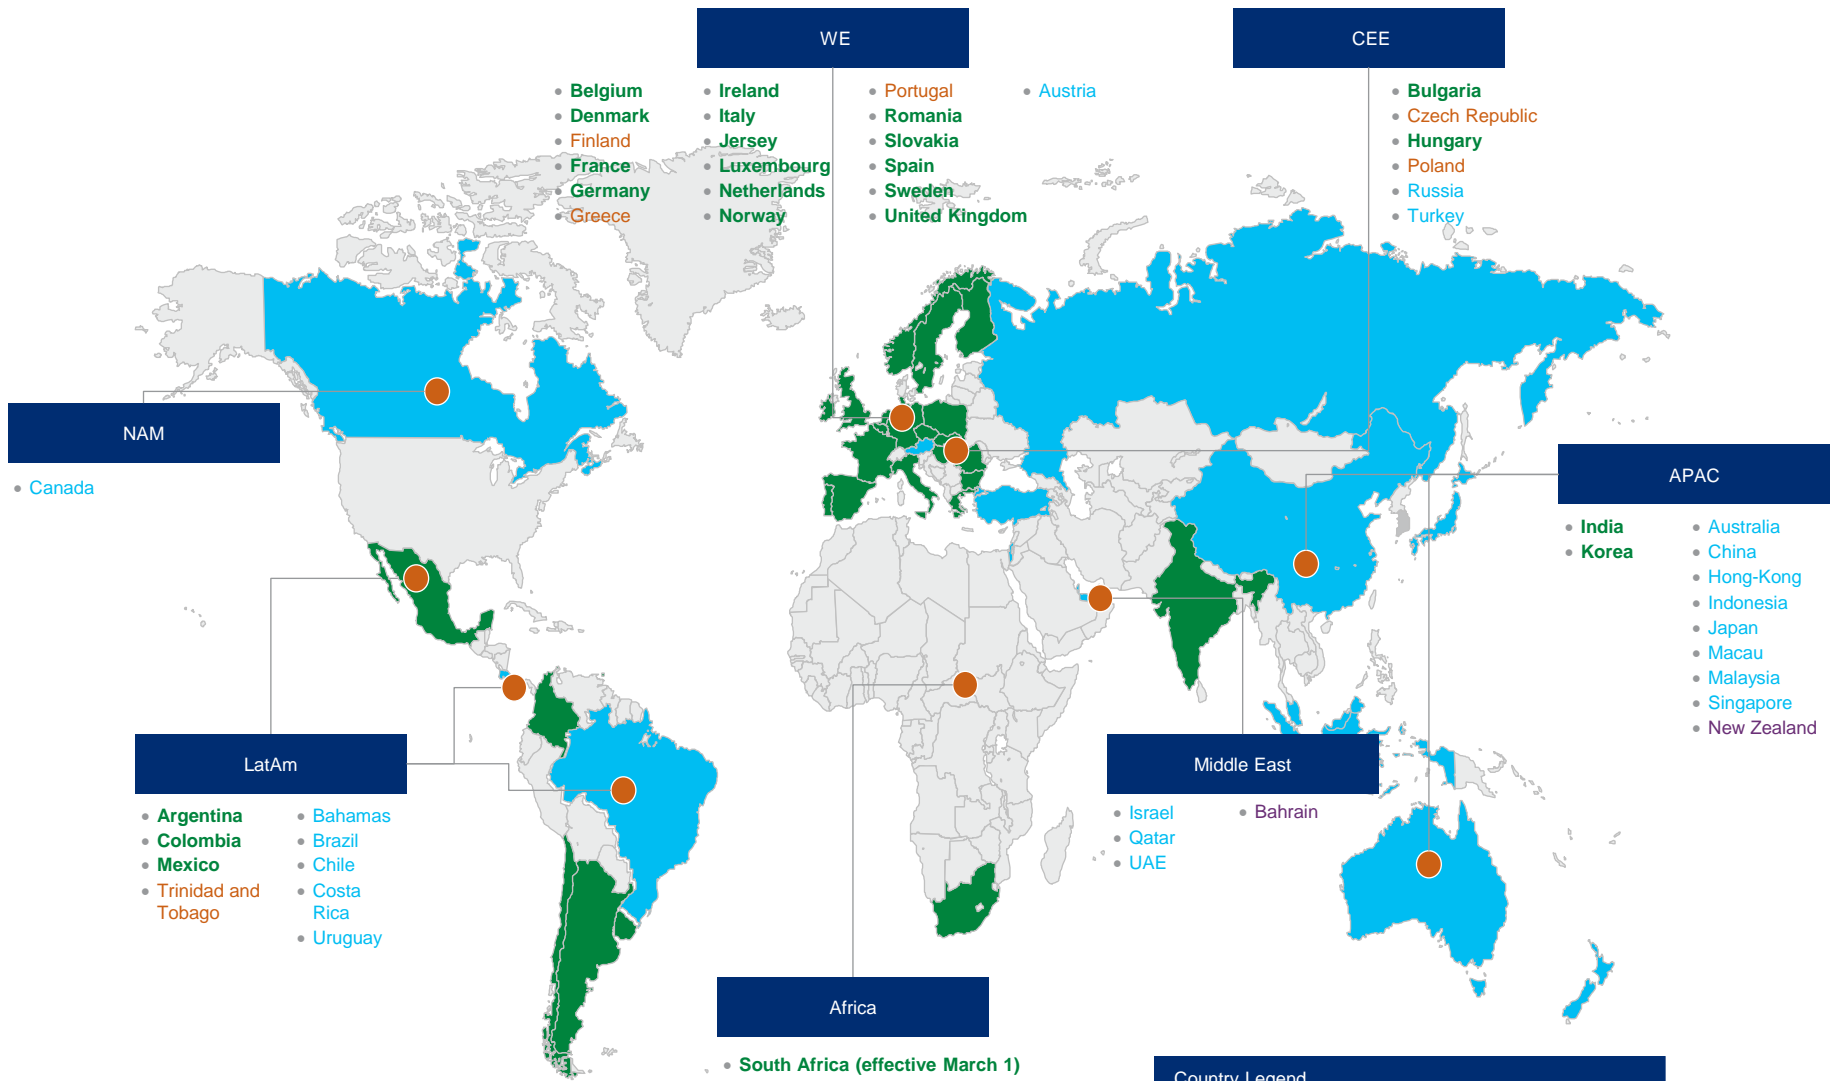 WE
Belgium
Denmark
Finland
France
Germany
Greece
Ireland
Italy
Jersey
Luxembourg
Netherlands
Norway
Portugal
Romania
Slovakia
Spain
Sweden
United Kingdom
Austria
CEE
Bulgaria
Czech Republic
Hungary
Poland
Russia
Turkey
NAM
Canada
APAC
India
Korea
Australia
China
Hong-Kong
Indonesia
Japan
Macau
Malaysia
Singapore
New Zealand
LatAm
Argentina
Colombia
Mexico
Trinidad and
Tobago
Bahamas
Brazil
Chile
Costa
Rica
Uruguay
Middle East
Israel
Qatar
UAE
Bahrain
Africa
South Africa (effective March 1)
Country Legend